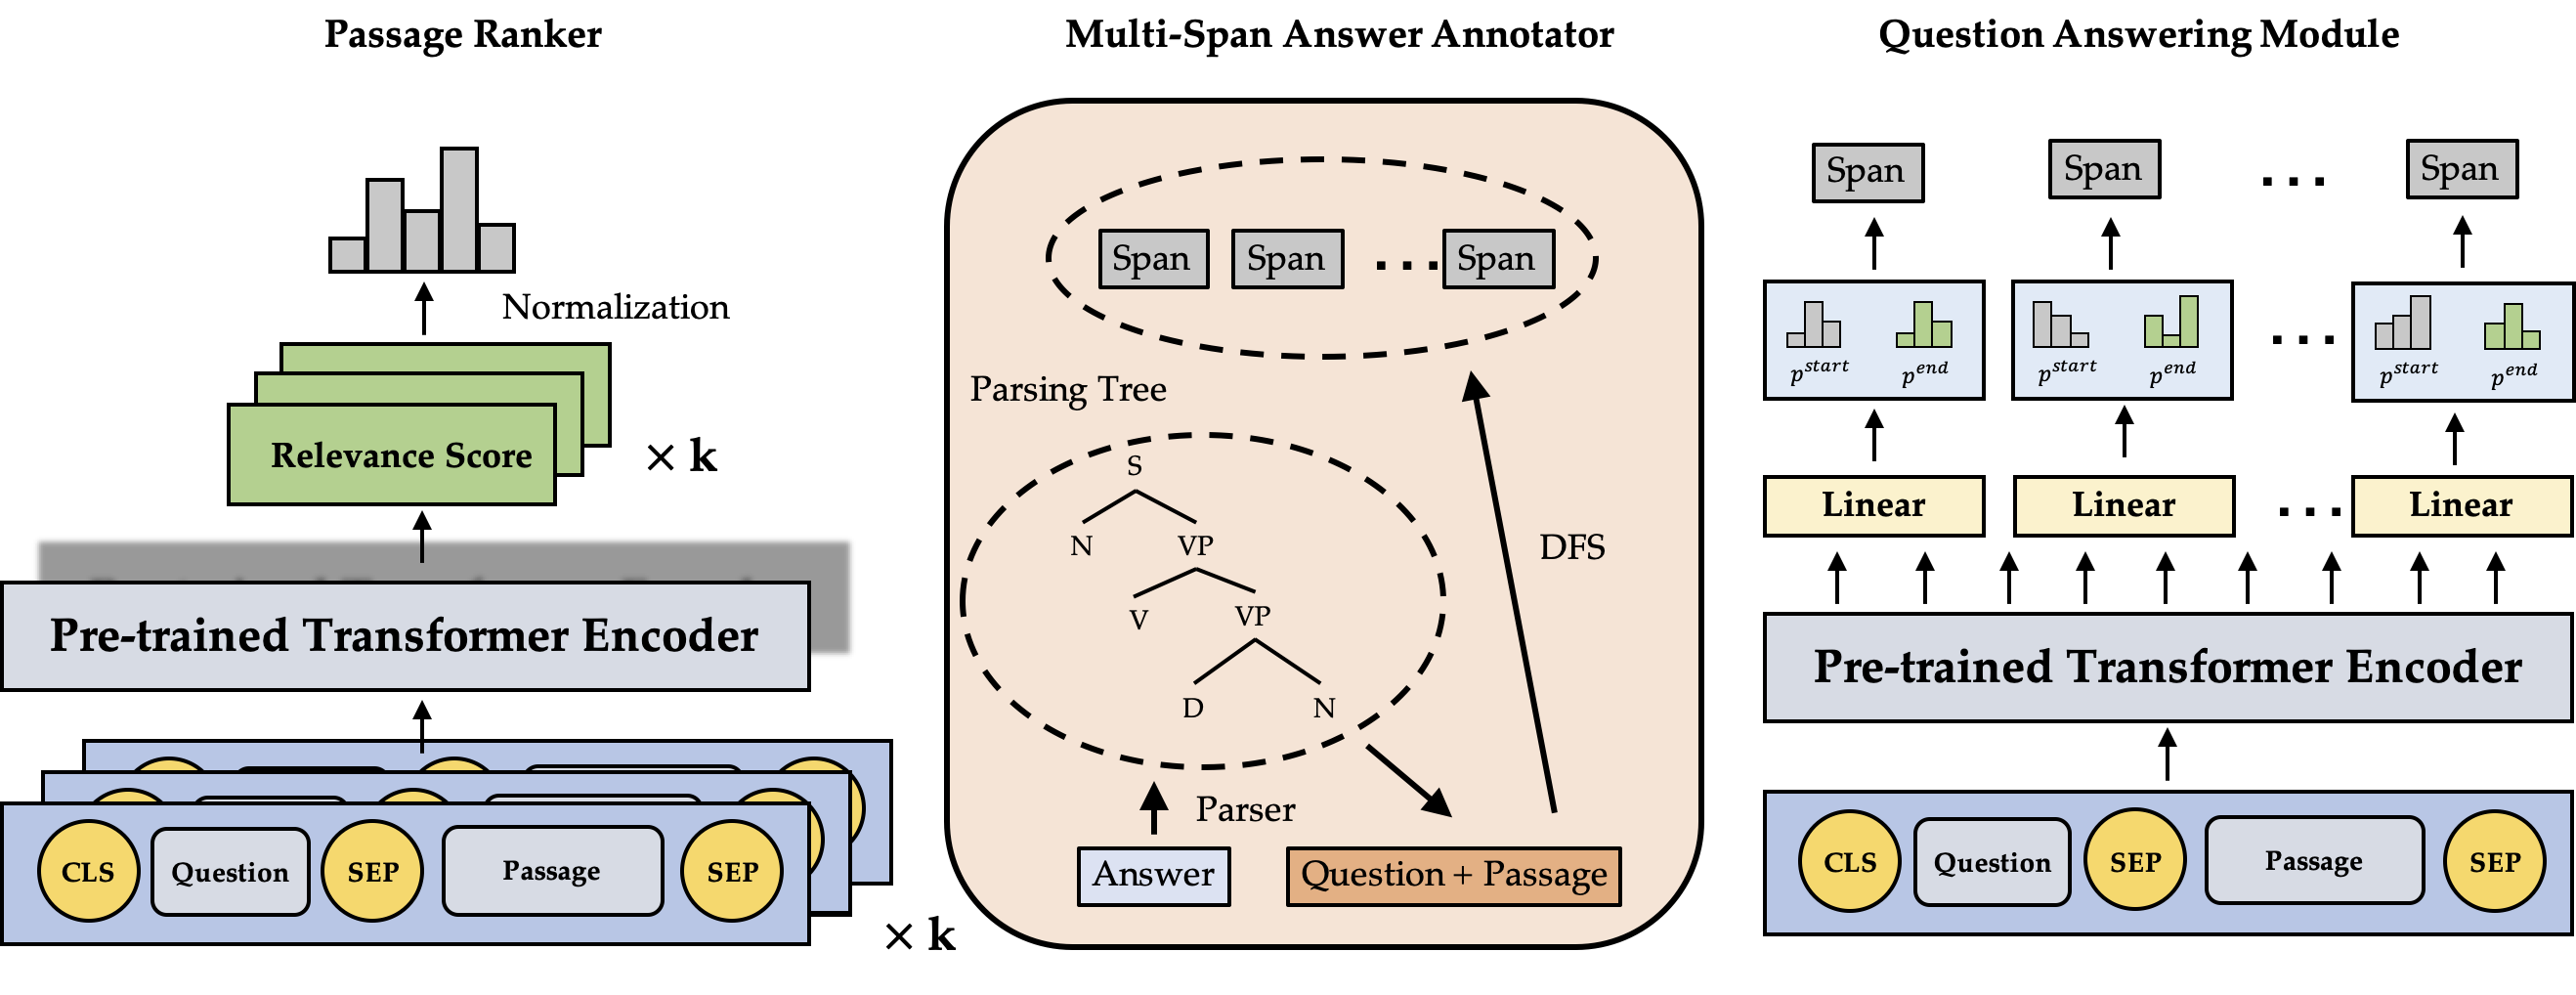 Passage Ranker
Normalization
Relevance Score
× k
Pre-trained Transformer Encoder
CLS Question SEP Passage SEP
× k
Multi-Span Answer Annotator
Span Span ... Span
Parsing Tree
S
N VP
V VP
D N
DFS
Parser
Answer Question + Passage
Question Answering Module
Span Span ... Span
p^start p^end p^start p^end ... p^start p^end
Linear Linear ... Linear
Pre-trained Transformer Encoder
CLS Question SEP Passage SEP